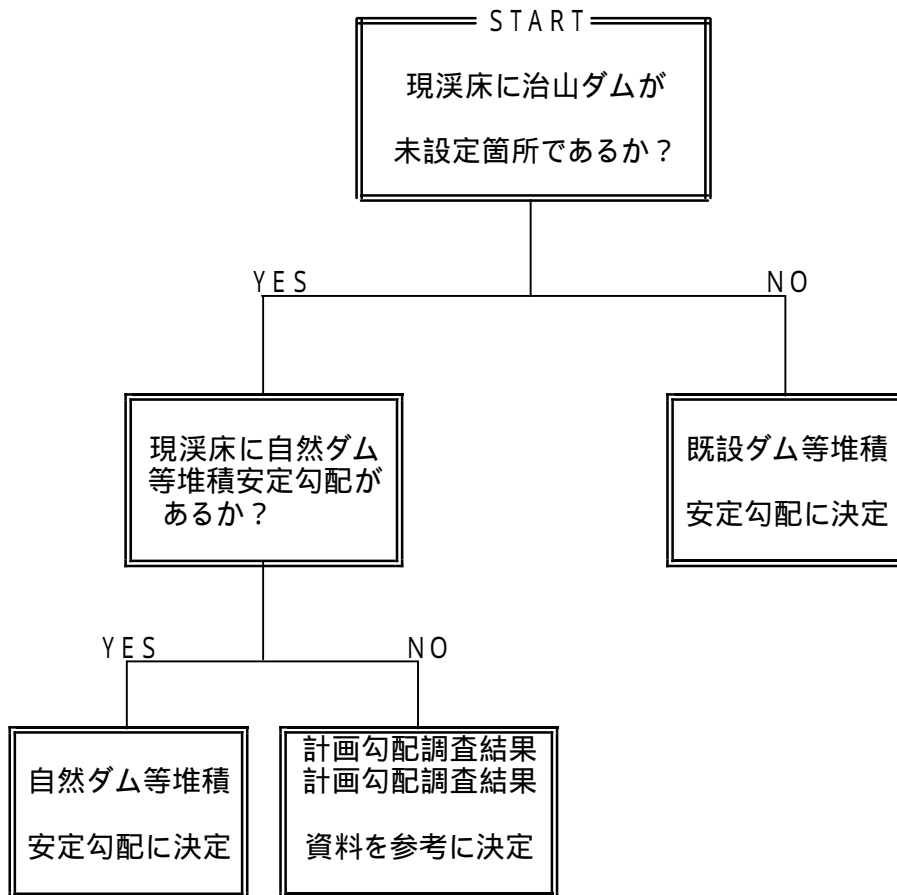 START
現渓床に治山ダムが
未設定箇所であるか？
YES
NO
現渓床に自然ダム
等堆積安定勾配が
あるか？
既設ダム等堆積
安定勾配に決定
YES
NO
自然ダム等堆積
安定勾配に決定
計画勾配調査結果
計画勾配調査結果
資料を参考に決定